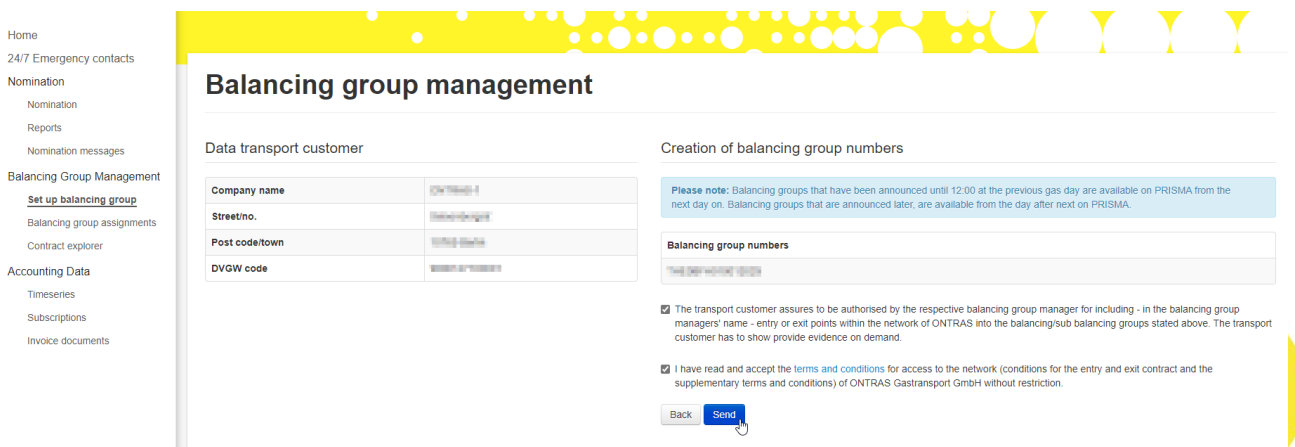 Home
24/7 Emergency contacts
Nomination
Nomination
Reports
Nomination messages
Balancing Group Management
Set up balancing group
Balancing group assignments
Contract explorer
Accounting Data
Timeseries
Subscriptions
Invoice documents
Balancing group management
Data transport customer
Company name
Street/no.
Post code/town
DVGW code
Creation of balancing group numbers
Please note: Balancing groups that have been announced until 12:00 at the previous gas day are available on PRISMA from the
next day on. Balancing groups that are announced later, are available from the day after next on PRISMA.
Balancing group numbers
The transport customer assures to be authorised by the respective balancing group manager for including - in the balancing group
managers' name - entry or exit points within the network of ONTRAS into the balancing/sub balancing groups stated above. The transport
customer has to show provide evidence on demand.
I have read and accept the terms and conditions for access to the network (conditions for the entry and exit contract and the
supplementary terms and conditions) of ONTRAS Gastransport GmbH without restriction.
Back Send